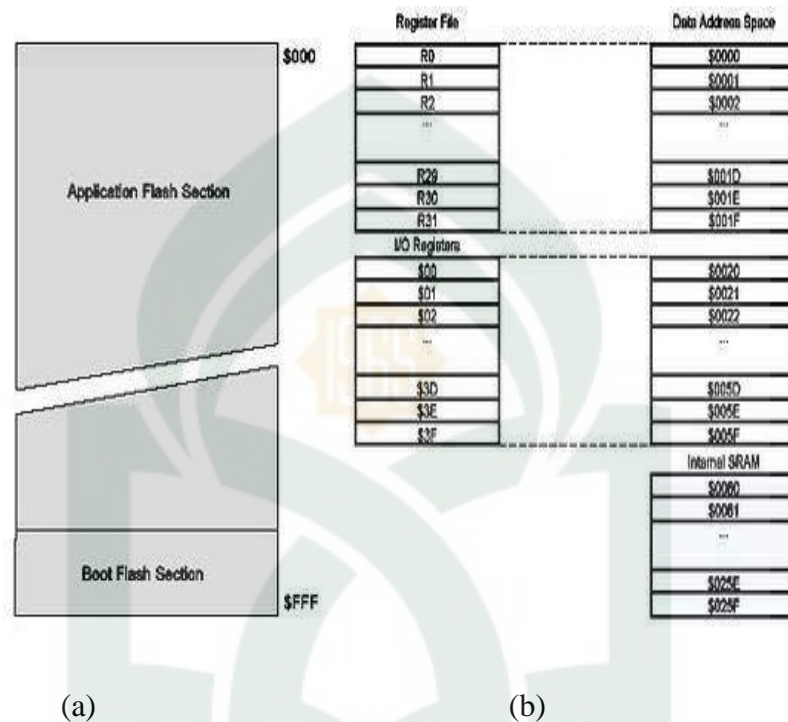 $000
Application Flash Section
Boot Flash Section
$FFF
(a)
Register File Data Address Space
R0 $0000
R1 $0001
R2 $0002
... ...
R29 $001D
R30 $001E
R31 $001F
I/O Registers
$00 $0020
$01 $0021
$02 $0022
... ...
$3D $005D
$3E $005E
$3F $005F
Internal SRAM
$0060
$0061
...
$025E
$025F
(b)
1965